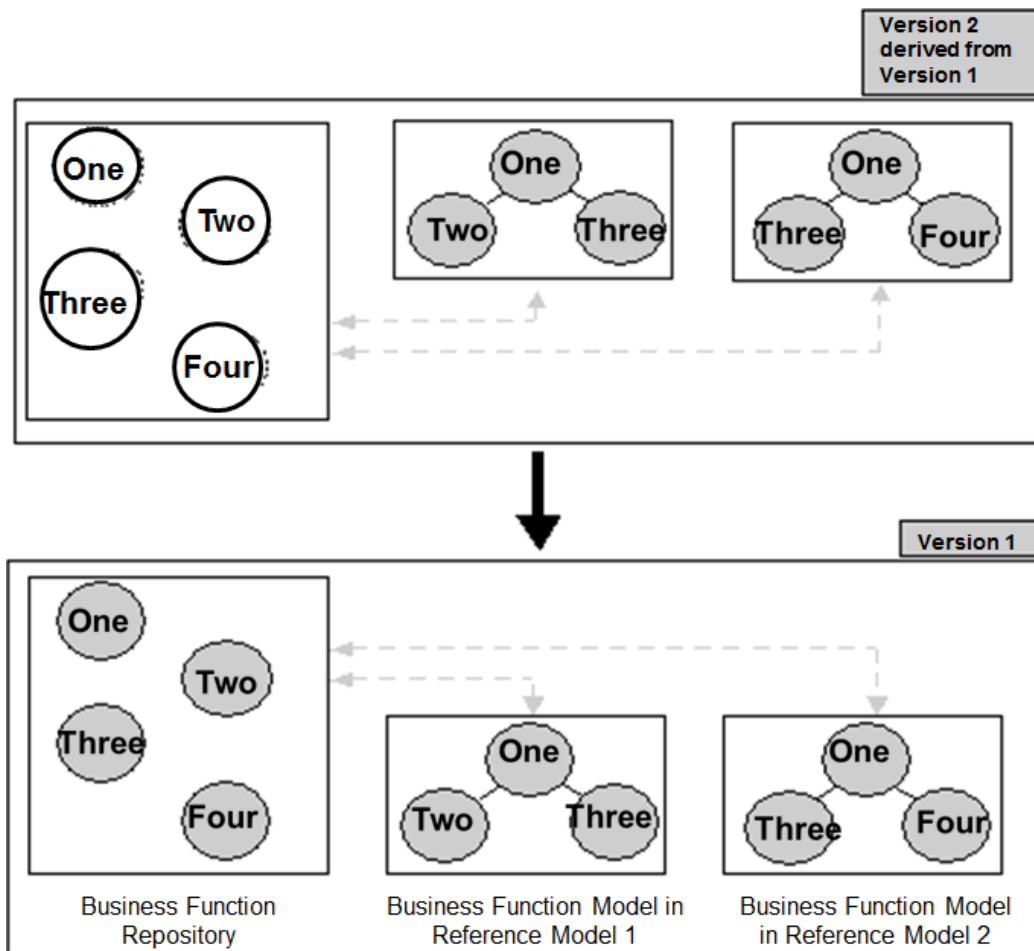 Version 2
derived from
Version 1
One
Two
Three
Four
One
Two
Three
One
Three
Four
Version 1
One
Two
Three
Four
One
Two
Three
One
Three
Four
Business Function
Repository
Business Function Model in
Reference Model 1
Business Function Model
in Reference Model 2